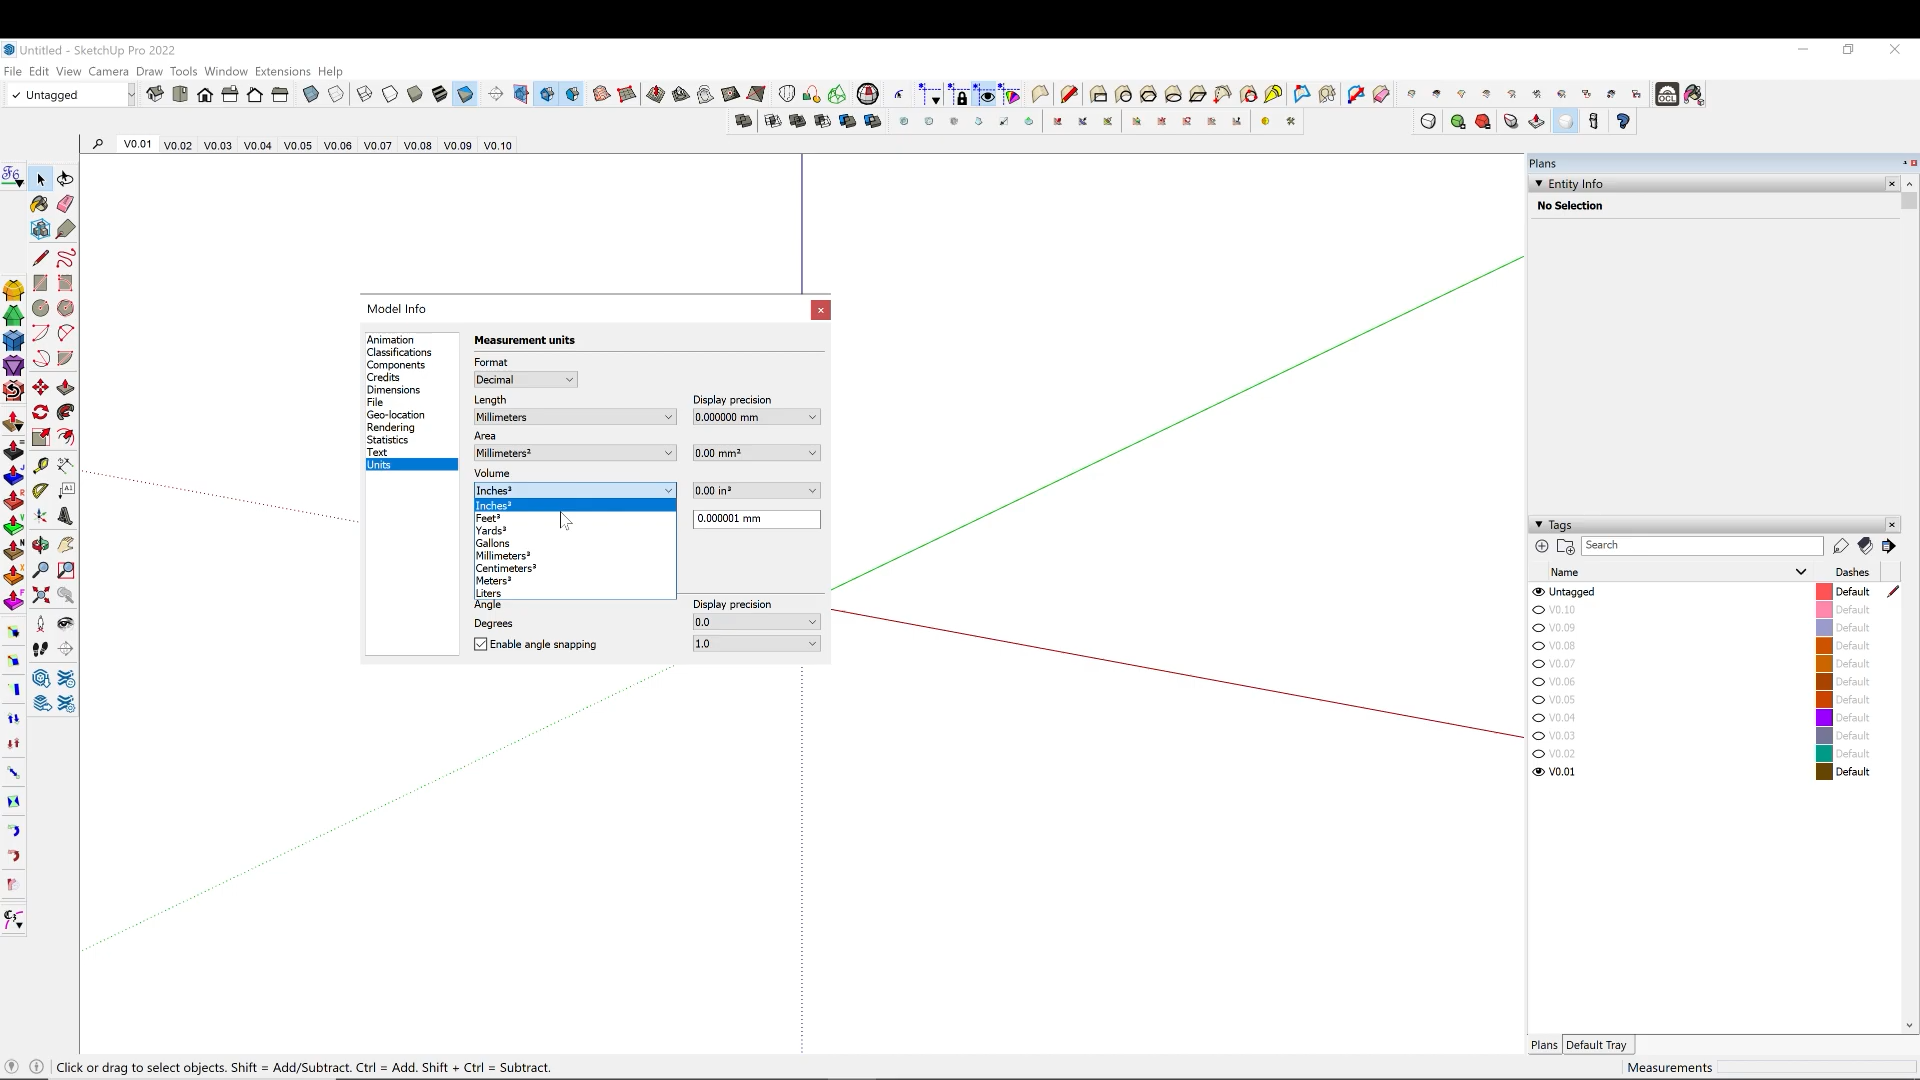 Untitled - SketchUp Pro 2022
File Edit View Camera Draw Tools Window Extensions Help
✓ Untagged
OCL
V0.01 V0.02 V0.03 V0.04 V0.05 V0.06 V0.07 V0.08 V0.09 V0.10
Plans
Entity Info
No Selection
Model Info
Animation
Classifications
Components
Credits
Dimensions
File
Geo-location
Rendering
Statistics
Text
Units
Measurement units
Format
Decimal
Length Display precision
Millimeters 0.000000 mm
Area
Millimeters² 0.00 mm²
Volume
Inches³ 0.00 in³
Inches³
Feet³ 0.000001 mm
Yards³
Gallons
Millimeters³
Centimeters³
Meters³
Liters
Angle Display precision
Degrees 0.0
Enable angle snapping 1.0
Tags
Search
Name Dashes
Untagged Default
V0.10 Default
V0.09 Default
V0.08 Default
V0.07 Default
V0.06 Default
V0.05 Default
V0.04 Default
V0.03 Default
V0.02 Default
V0.01 Default
Plans Default Tray
Click or drag to select objects. Shift = Add/Subtract. Ctrl = Add. Shift + Ctrl = Subtract.
Measurements